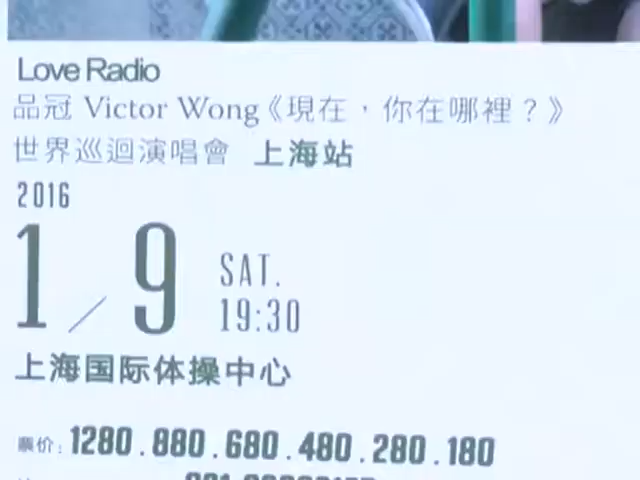 Love Radio
品冠 Victor Wong《現在，你在哪裡？》
世界巡迴演唱會 上海站
2016
1/9 SAT.
19:30
上海国际体操中心
票价: 1280.880.680.480.280.180